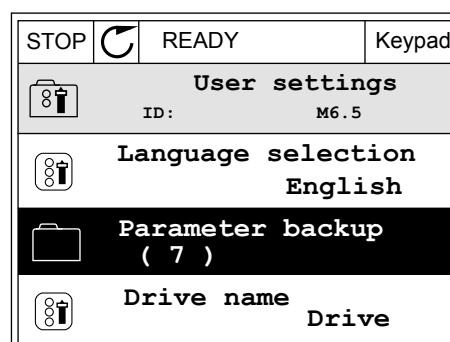 STOP READY Keypad
User settings
ID: M6.5
Language selection
English
Parameter backup
( 7 )
Drive name
Drive